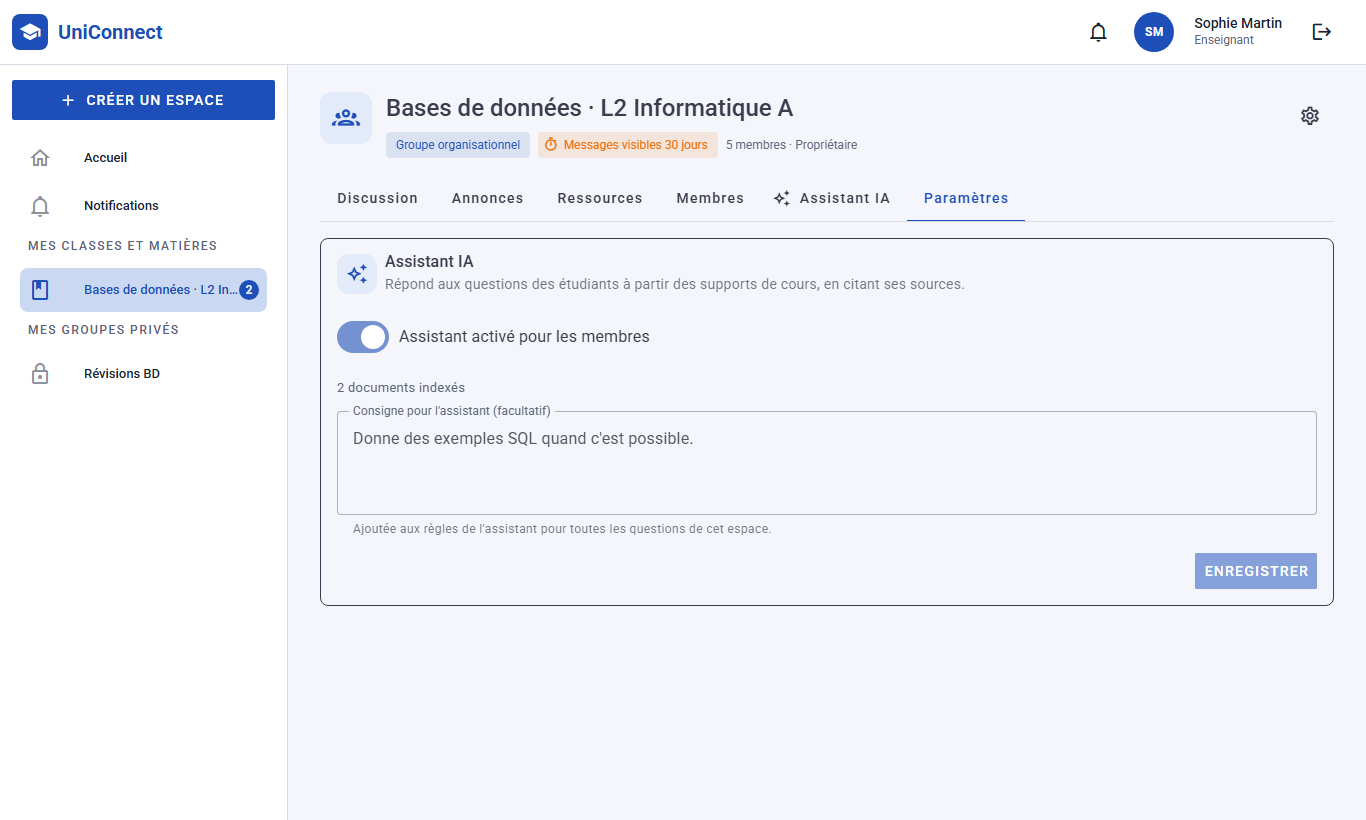 UniConnect
SM
Sophie Martin
Enseignant
CRÉER UN ESPACE
Accueil
Notifications
MES CLASSES ET MATIÈRES
Bases de données · L2 In... 2
MES GROUPES PRIVÉS
Révisions BD
Bases de données · L2 Informatique A
Groupe organisationnel
Messages visibles 30 jours
5 membres · Propriétaire
Discussion
Annonces
Ressources
Membres
Assistant IA
Paramètres
Assistant IA
Répond aux questions des étudiants à partir des supports de cours, en citant ses sources.
Assistant activé pour les membres
2 documents indexés
Consigne pour l'assistant (facultatif)
Donne des exemples SQL quand c'est possible.
Ajoutée aux règles de l'assistant pour toutes les questions de cet espace.
ENREGISTRER